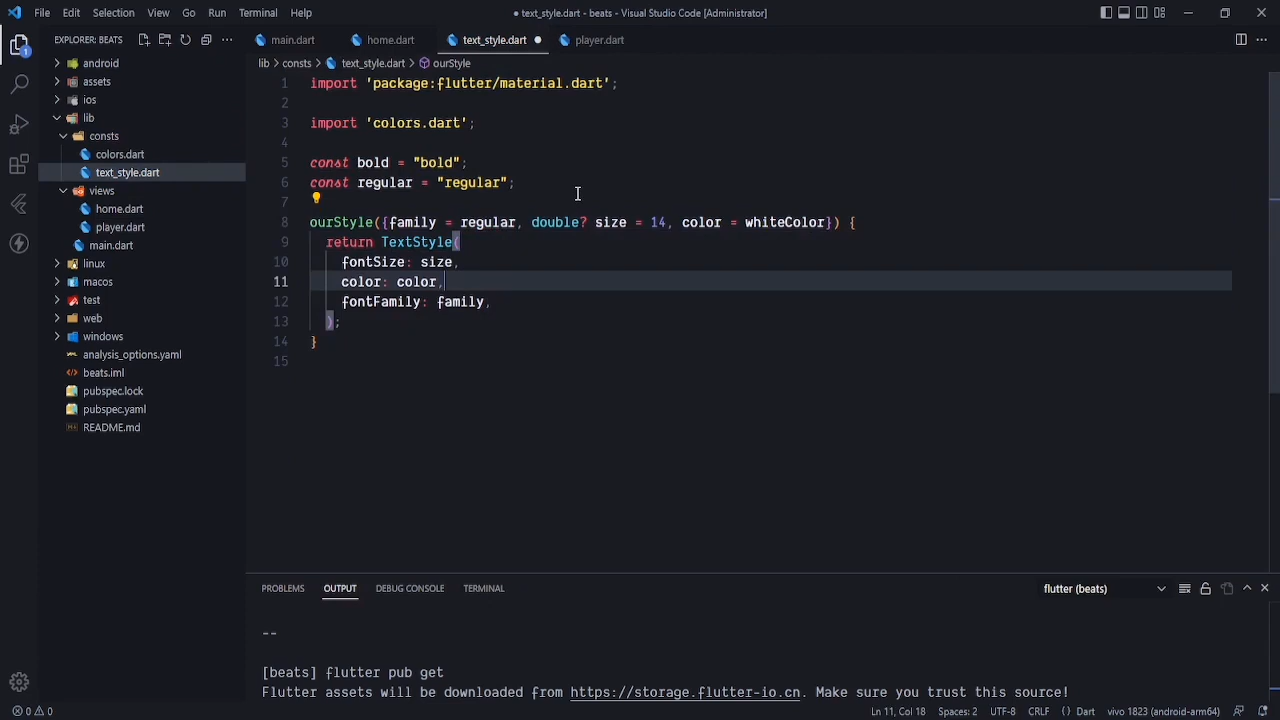 File Edit Selection View Go Run Terminal Help
● text_style.dart - beats - Visual Studio Code [Administrator]
EXPLORER: BEATS
main.dart
home.dart
text_style.dart
player.dart
lib > consts > text_style.dart > ourStyle
android
assets
ios
lib
consts
colors.dart
text_style.dart
views
home.dart
player.dart
main.dart
linux
macos
test
web
windows
analysis_options.yaml
beats.iml
pubspec.lock
pubspec.yaml
README.md
1
1 import 'package:flutter/material.dart';
2
3 import 'colors.dart';
4
5 const bold = "bold";
6 const regular = "regular";
7
8 ourStyle({family = regular, double? size = 14, color = whiteColor}) {
9 return TextStyle(
10 fontSize: size,
11 color: color,
12 fontFamily: family,
13 );
14 }
15
PROBLEMS OUTPUT DEBUG CONSOLE TERMINAL
flutter (beats)
--
[beats] flutter pub get
Flutter assets will be downloaded from https://storage.flutter-io.cn. Make sure you trust this source!
0 0
Ln 11, Col 18 Spaces: 2 UTF-8 CRLF {} Dart vivo 1823 (android-arm64)